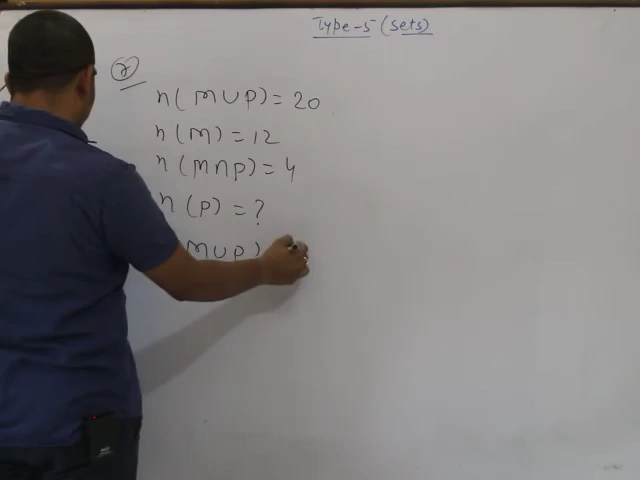 Type-5 (Sets)
γ
n(M∪P)=20
n(M)=12
n(M∩P)=4
n(P)=?
M∪P)